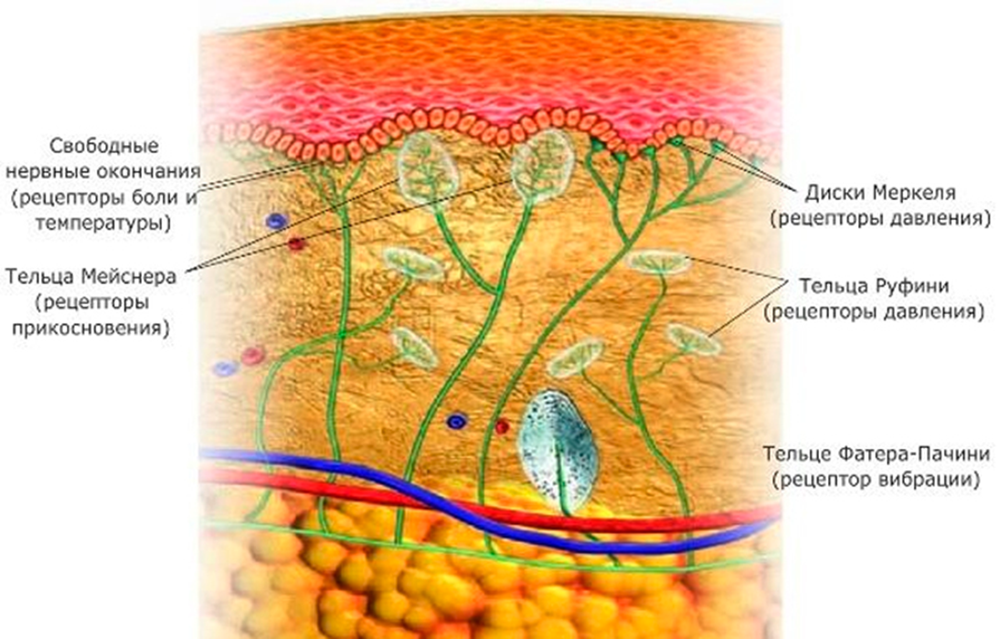 Свободные
нервные окончания
(рецепторы боли и
температуры)
Тельца Мейснера
(рецепторы
прикосновения)
Диски Меркеля
(рецепторы давления)
Тельца Руфини
(рецепторы давления)
Тельце Фатера-Пачини
(рецептор вибрации)